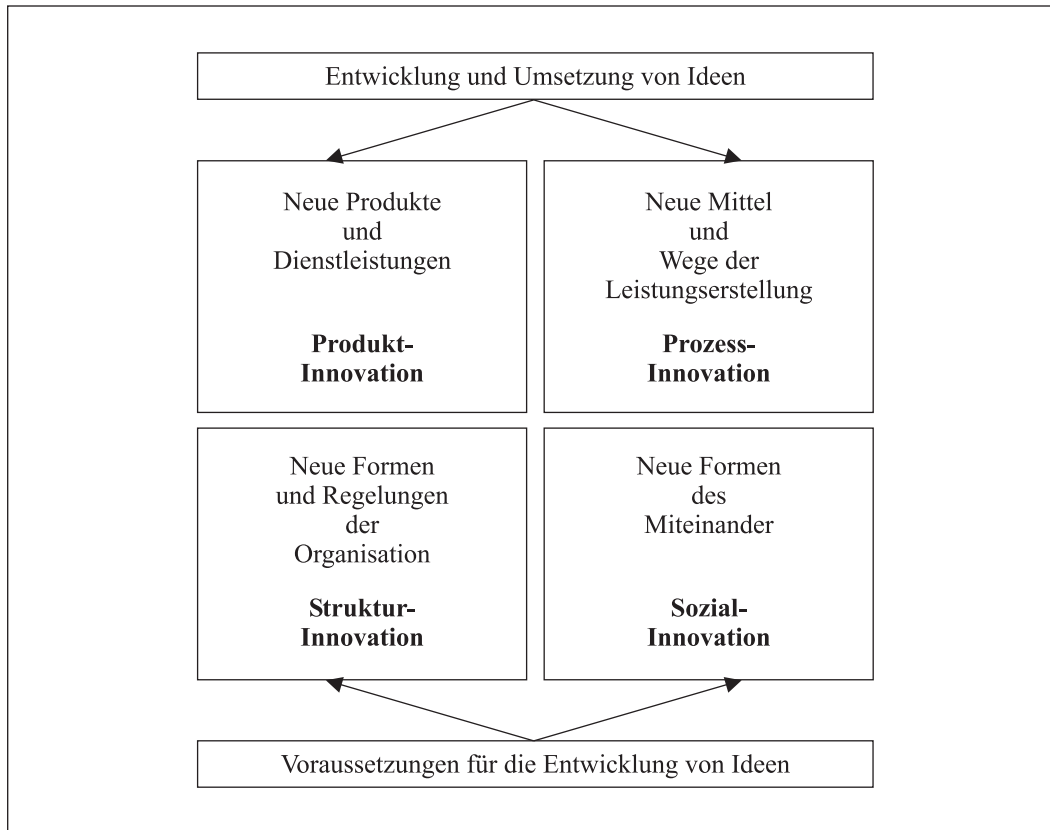 Entwicklung und Umsetzung von Ideen
Neue Produkte
und
Dienstleistungen
Produkt-
Innovation
Neue Mittel
und
Wege der
Leistungserstellung
Prozess-
Innovation
Neue Formen
und Regelungen
der
Organisation
Struktur-
Innovation
Neue Formen
des
Miteinander
Sozial-
Innovation
Voraussetzungen für die Entwicklung von Ideen